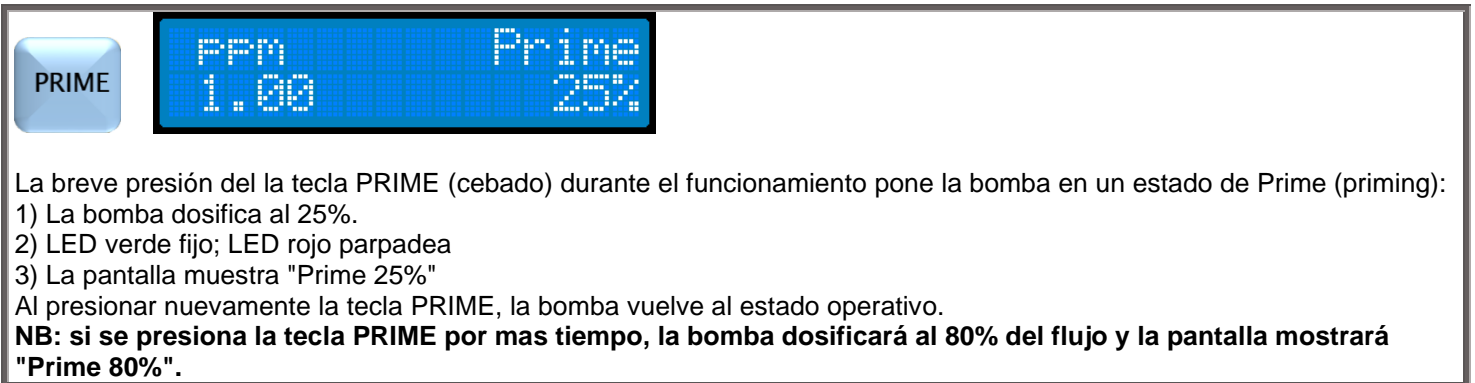 PRIME
ppm Prime
1.00 25%
La breve presión del la tecla PRIME (cebado) durante el funcionamiento pone la bomba en un estado de Prime (priming):
1) La bomba dosifica al 25%.
2) LED verde fijo; LED rojo parpadea
3) La pantalla muestra "Prime 25%"
Al presionar nuevamente la tecla PRIME, la bomba vuelve al estado operativo.
NB: si se presiona la tecla PRIME por mas tiempo, la bomba dosificará al 80% del flujo y la pantalla mostrará
"Prime 80%".